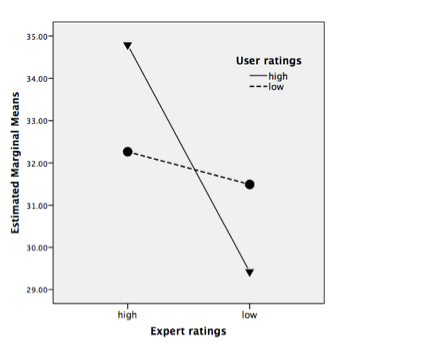 35.00
34.00
33.00
32.00
31.00
30.00
29.00
Estimated Marginal Means
User ratings
high
low
high low
Expert ratings